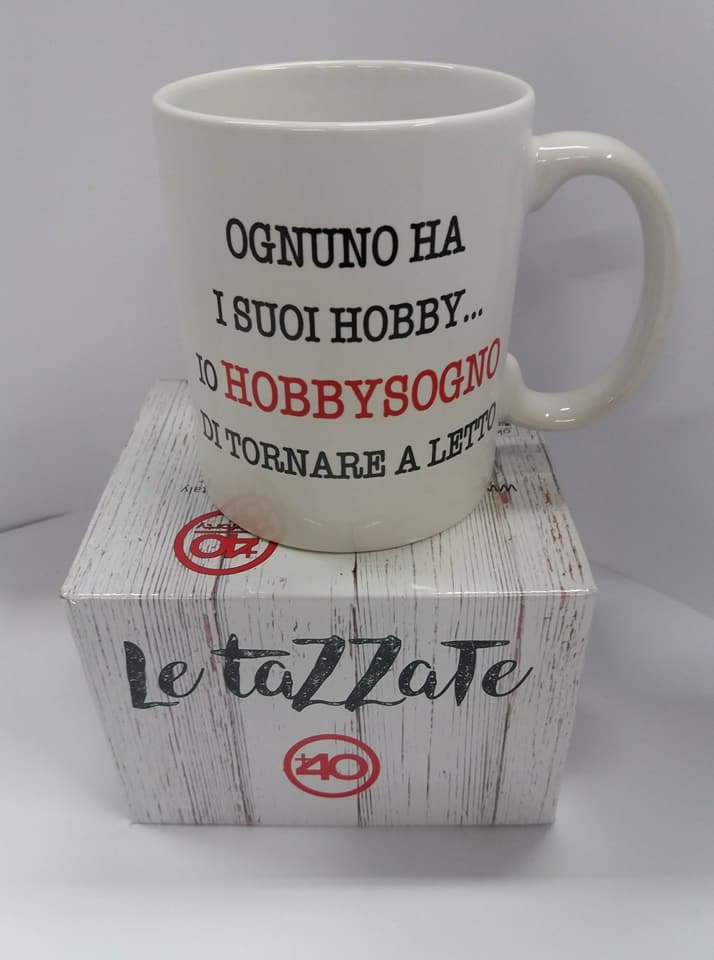 OGNUNO HA
I SUOI HOBBY...
IO HOBBYSOGNO
DI TORNARE A LETTO
Le taZZaTe
+40